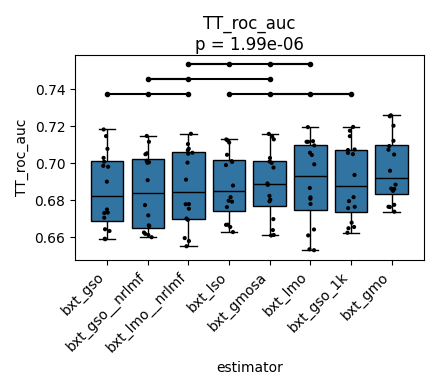 TT_roc_auc
p = 1.99e-06
TT_roc_auc
0.74
0.72
0.70
0.68
0.66
bxt_gso
bxt_gso__nrlmf
bxt_lmo__nrlmf
bxt_lso
bxt_gmosa
bxt_lmo
bxt_gso_1k
bxt_gmo
estimator